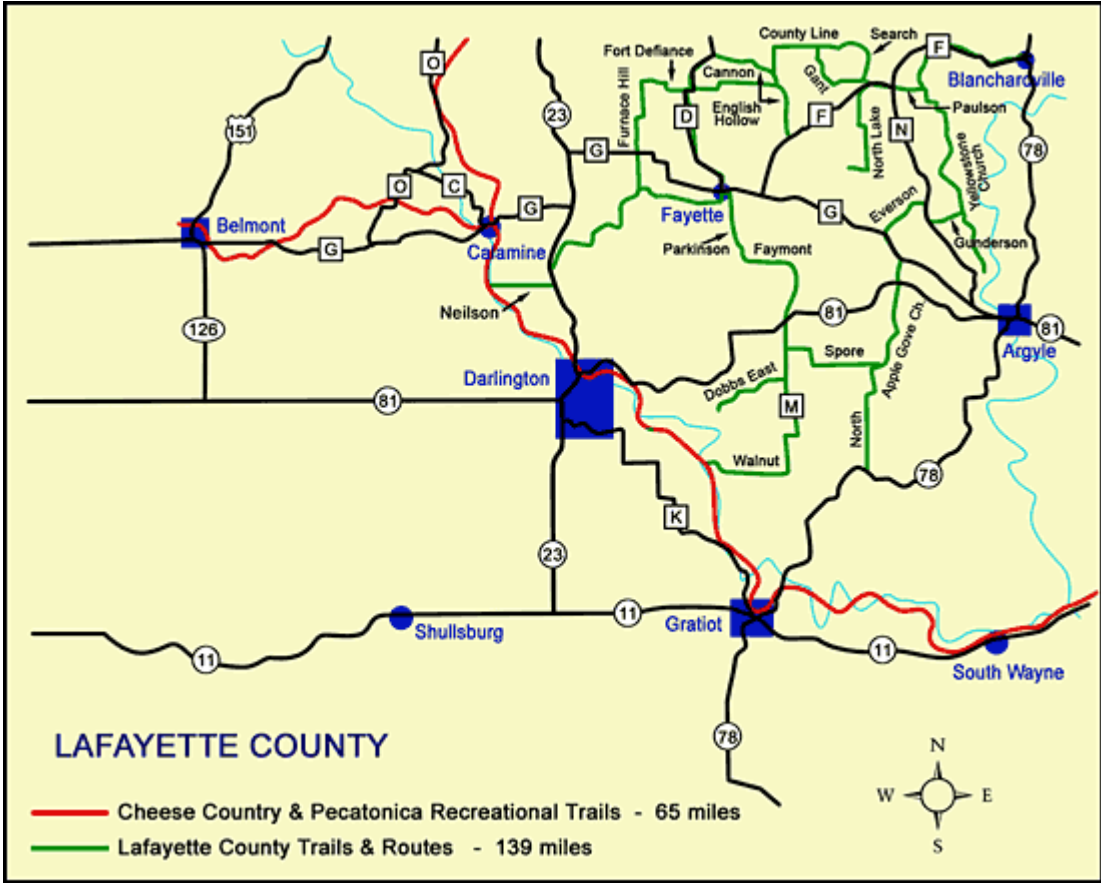 County Line
Search
Fort Defiance
O
F
Blanchardville
Cannon
Gant
Furnace Hill
English
Hollow
Paulson
151
23
D
F
North Lake
N
78
G
O
C
Yellowstone
Church
Belmont
G
Fayette
G
Everson
Gunderson
G
Calamine
Parkinson
Faymont
Neilson
126
81
Apple Gove Ch.
81
Argyle
Spore
Darlington
Dobbs East
81
M
North
Walnut
78
K
23
11
Gratiot
Shullsburg
11
11
South Wayne
78
LAFAYETTE COUNTY
N
W
E
S
Cheese Country & Pecatonica Recreational Trails - 65 miles
Lafayette County Trails & Routes - 139 miles